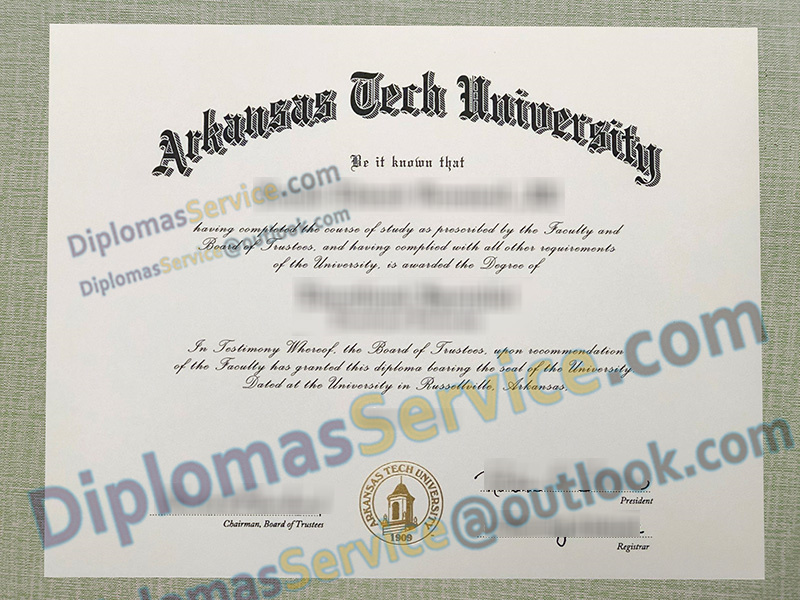 Arkansas Tech University
Be it known that
DiplomasService.com
having completed the course of study as prescribed by the Faculty and
Board of Trustees, and having complied with all other requirements
of the University, is awarded the Degree of
DiplomasService@outlook.com
In Testimony Whereof, the Board of Trustees, upon recommendation
of the Faculty has granted this diploma bearing the seal of the University
Dated at the University in Russellville, Arkansas.
DiplomasService.com
ARKANSAS TECH UNIVERSITY
1909
President
Chairman, Board of Trustees
Registrar
DiplomasService@outlook.com